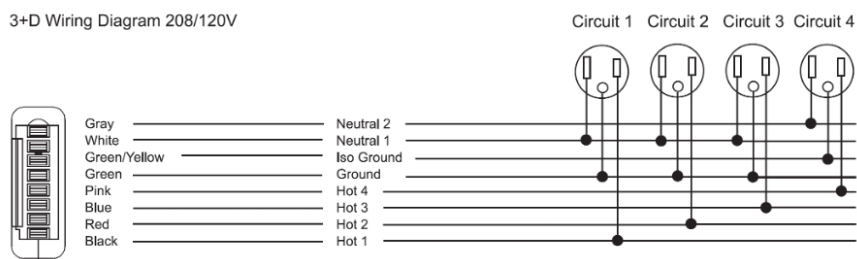 3+D Wiring Diagram 208/120V
Circuit 1 Circuit 2 Circuit 3 Circuit 4
Gray Neutral 2
White Neutral 1
Green/Yellow Iso Ground
Green Ground
Pink Hot 4
Blue Hot 3
Red Hot 2
Black Hot 1